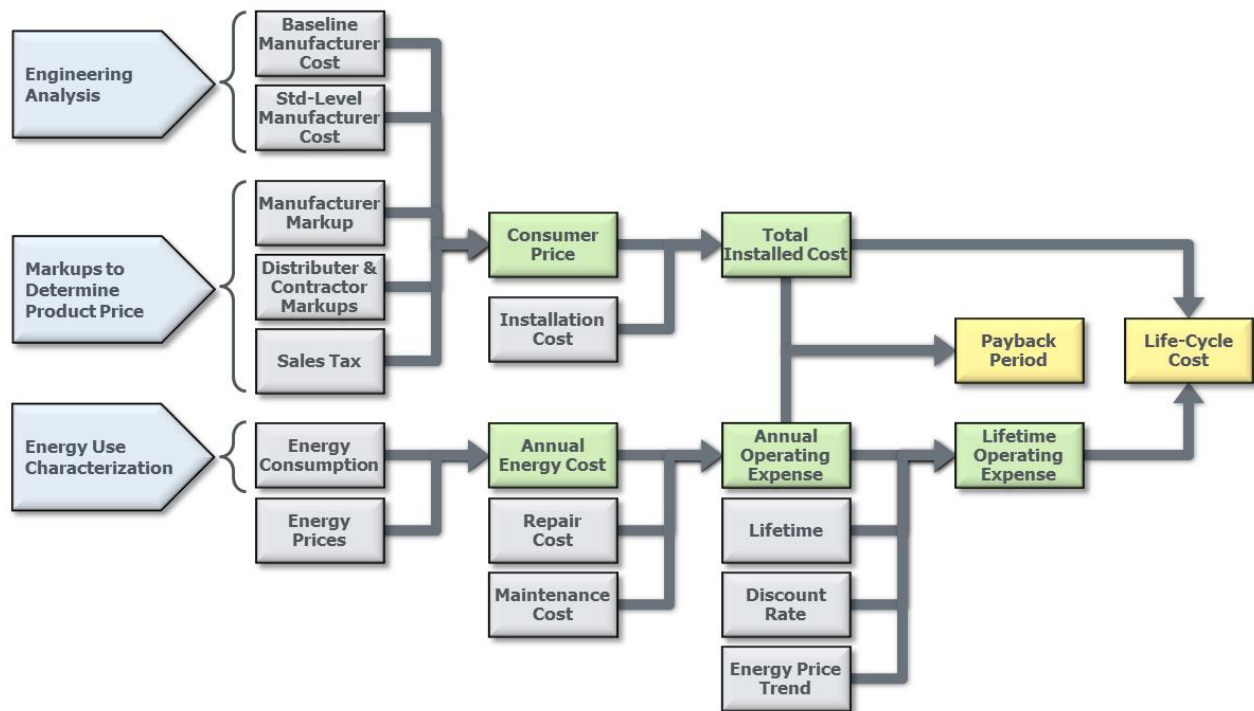 Engineering
Analysis
Baseline
Manufacturer
Cost
Std-Level
Manufacturer
Cost
Markups to
Determine
Product Price
Manufacturer
Markup
Distributer &
Contractor
Markups
Sales Tax
Consumer
Price
Installation
Cost
Total
Installed Cost
Payback
Period
Life-Cycle
Cost
Energy Use
Characterization
Energy
Consumption
Energy
Prices
Annual
Energy Cost
Repair
Cost
Maintenance
Cost
Annual
Operating
Expense
Lifetime
Discount
Rate
Energy Price
Trend
Lifetime
Operating
Expense